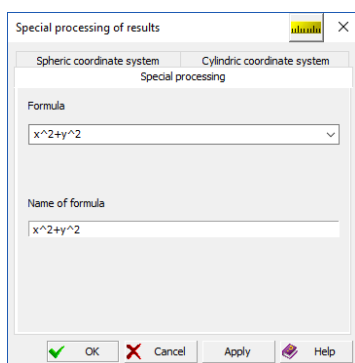 Special processing of results
Spheric coordinate system Cylindric coordinate system
Special processing
Formula
x^2+y^2
Name of formula
x^2+y^2
OK Cancel Apply Help